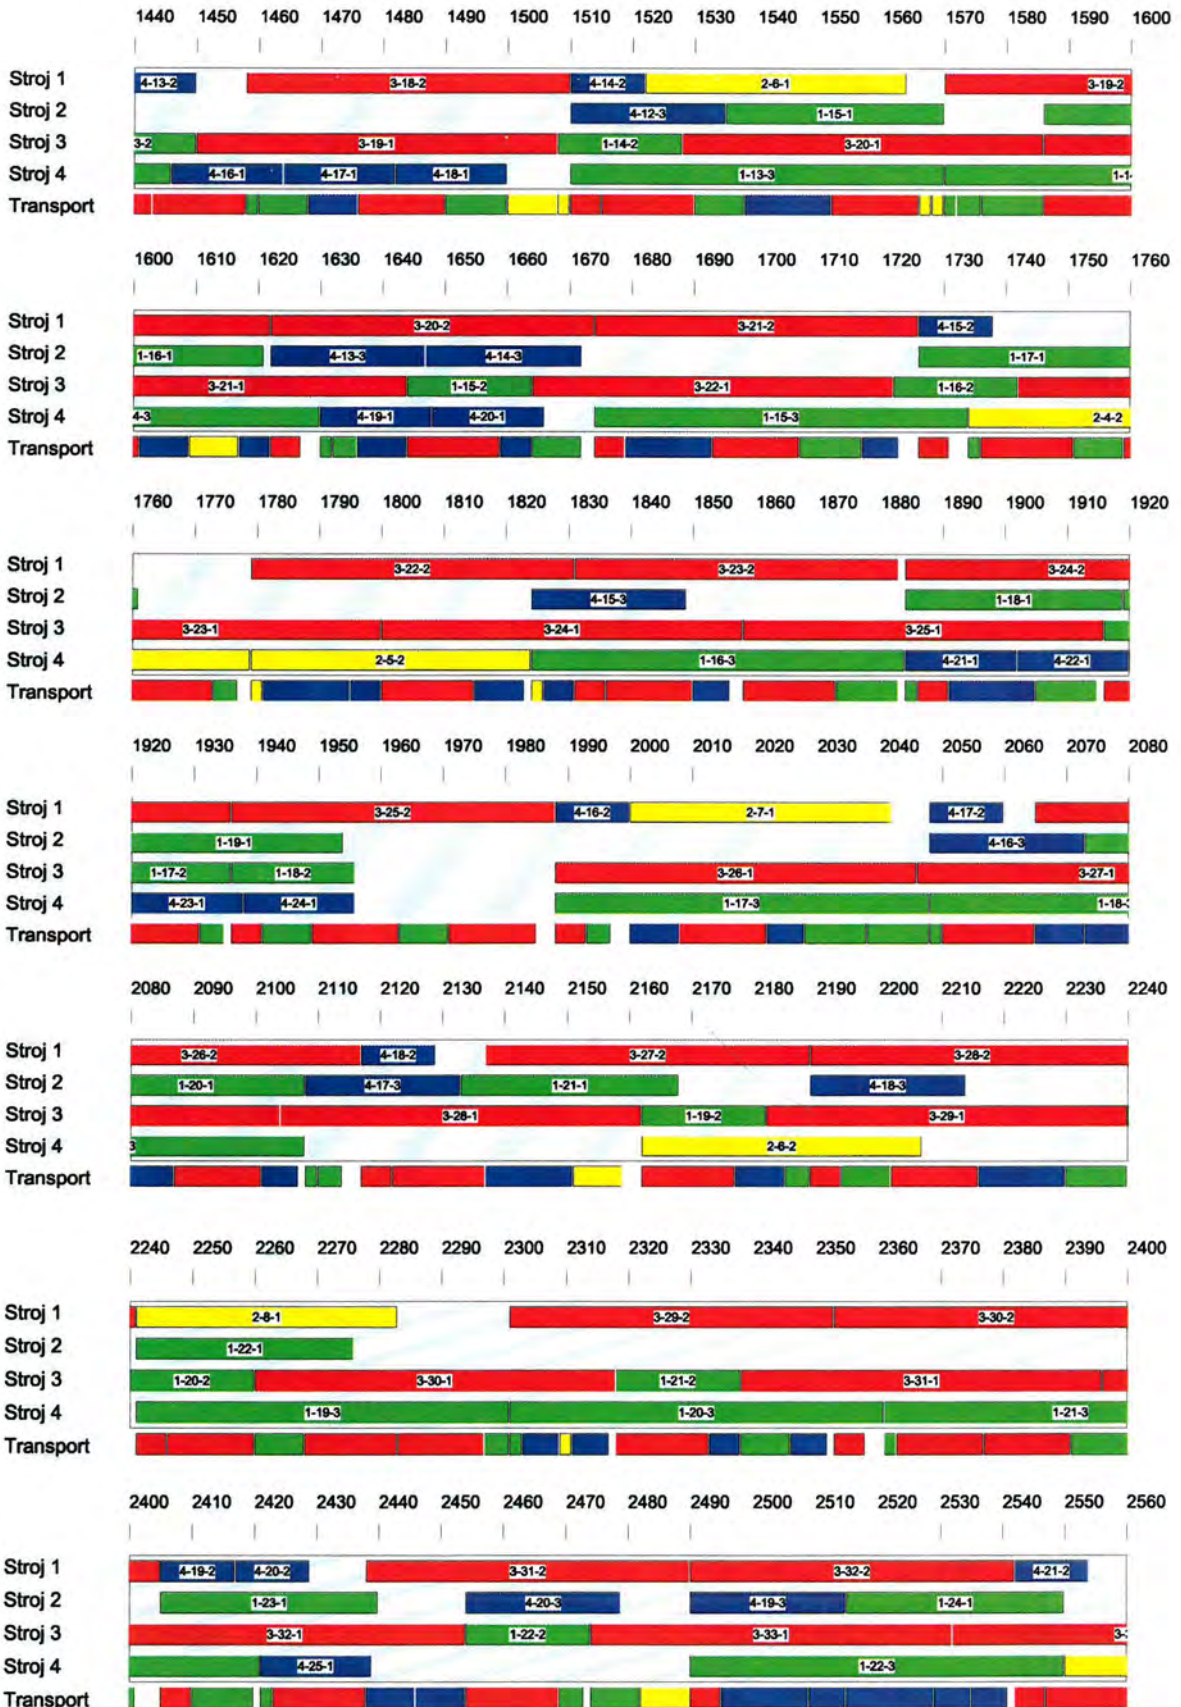 1440 1450 1460 1470 1480 1490 1500 1510 1520 1530 1540 1550 1560 1570 1580 1590 1600
Stroj 1 4-13-2 3-18-2 4-14-2 2-6-1 3-19-2
Stroj 2 4-12-3 1-15-1
Stroj 3 3-2 3-19-1 1-14-2 3-20-1
Stroj 4 4-16-1 4-17-1 4-18-1 1-13-3 1-1-
Transport
1600 1610 1620 1630 1640 1650 1660 1670 1680 1690 1700 1710 1720 1730 1740 1750 1760
Stroj 1 3-20-2 3-21-2 4-15-2
Stroj 2 1-16-1 4-13-3 4-14-3 1-17-1
Stroj 3 3-21-1 1-15-2 3-22-1 1-16-2
Stroj 4 4-3 4-19-1 4-20-1 1-15-3 2-4-2
Transport
1760 1770 1780 1790 1800 1810 1820 1830 1840 1850 1860 1870 1880 1890 1900 1910 1920
Stroj 1 3-22-2 3-23-2 3-24-2
Stroj 2 4-15-3 1-18-1
Stroj 3 3-23-1 3-24-1 3-25-1
Stroj 4 2-5-2 1-16-3 4-21-1 4-22-1
Transport
1920 1930 1940 1950 1960 1970 1980 1990 2000 2010 2020 2030 2040 2050 2060 2070 2080
Stroj 1 3-25-2 4-16-2 2-7-1 4-17-2
Stroj 2 1-19-1 4-16-3
Stroj 3 1-17-2 1-18-2 3-26-1 3-27-1
Stroj 4 4-23-1 4-24-1 1-17-3 1-18-3
Transport
2080 2090 2100 2110 2120 2130 2140 2150 2160 2170 2180 2190 2200 2210 2220 2230 2240
Stroj 1 3-26-2 4-18-2 3-27-2 3-28-2
Stroj 2 1-20-1 4-17-3 1-21-1 4-18-3
Stroj 3 3-28-1 1-19-2 3-29-1
Stroj 4 3 2-6-2
Transport
2240 2250 2260 2270 2280 2290 2300 2310 2320 2330 2340 2350 2360 2370 2380 2390 2400
Stroj 1 2-8-1 3-29-2 3-30-2
Stroj 2 1-22-1
Stroj 3 1-20-2 3-30-1 1-21-2 3-31-1
Stroj 4 1-19-3 1-20-3 1-21-3
Transport
2400 2410 2420 2430 2440 2450 2460 2470 2480 2490 2500 2510 2520 2530 2540 2550 2560
Stroj 1 4-19-2 4-20-2 3-31-2 3-32-2 4-21-2
Stroj 2 1-23-1 4-20-3 4-19-3 1-24-1
Stroj 3 3-32-1 1-22-2 3-33-1 3-
Stroj 4 4-25-1 1-22-3
Transport